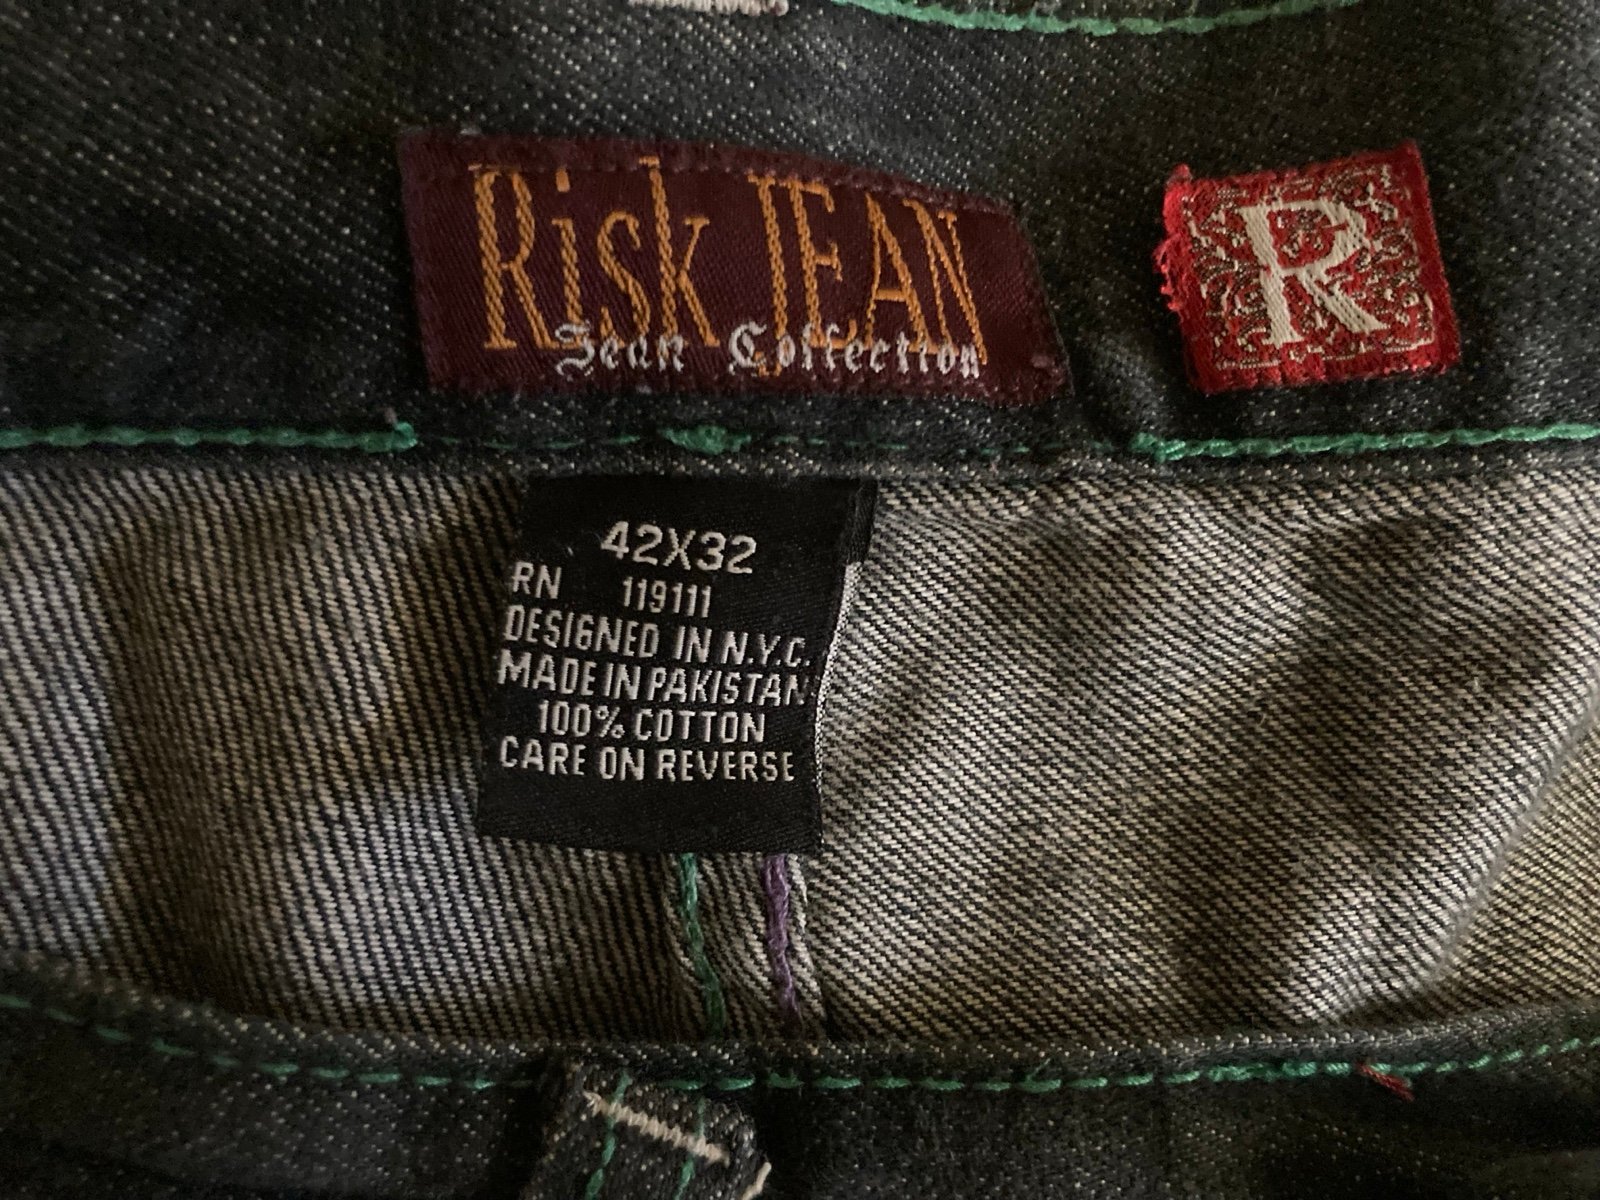 Risk JEAN
Jean Collection
R
42X32
RN 119111
DESIGNED IN N.Y.C.
MADE IN PAKISTAN
100% COTTON
CARE ON REVERSE